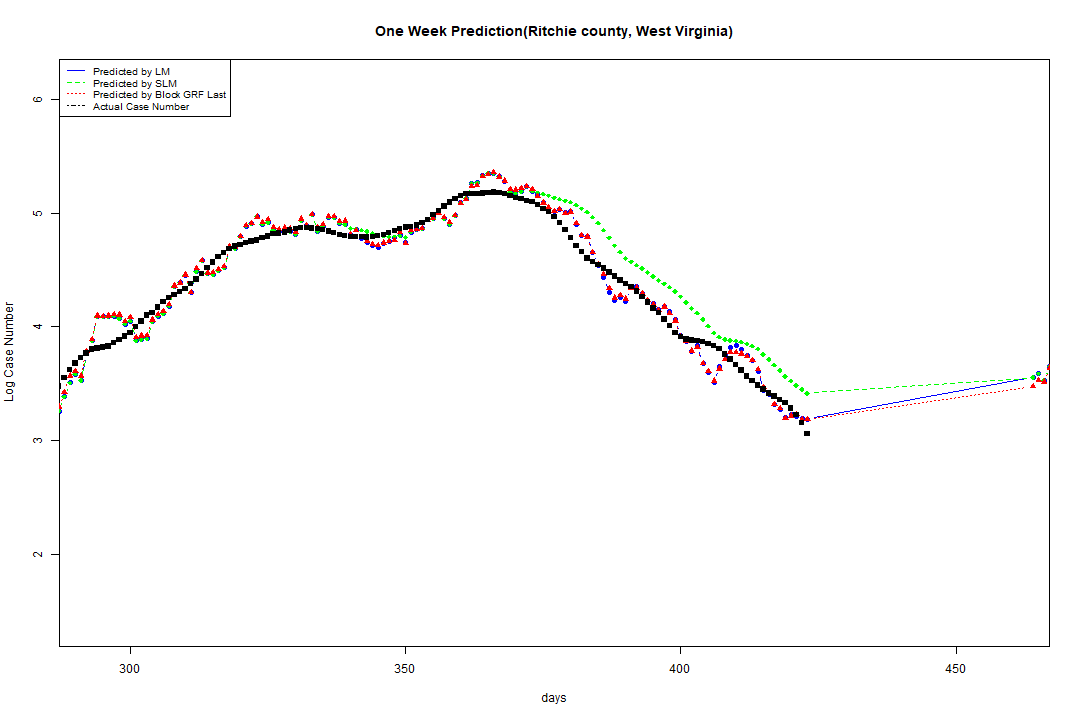 One Week Prediction(Ritchie county, West Virginia)
Predicted by LM
Predicted by SLM
Predicted by Block GRF Last
Actual Case Number
6
5
4
3
2
Log Case Number
300
350
400
450
days